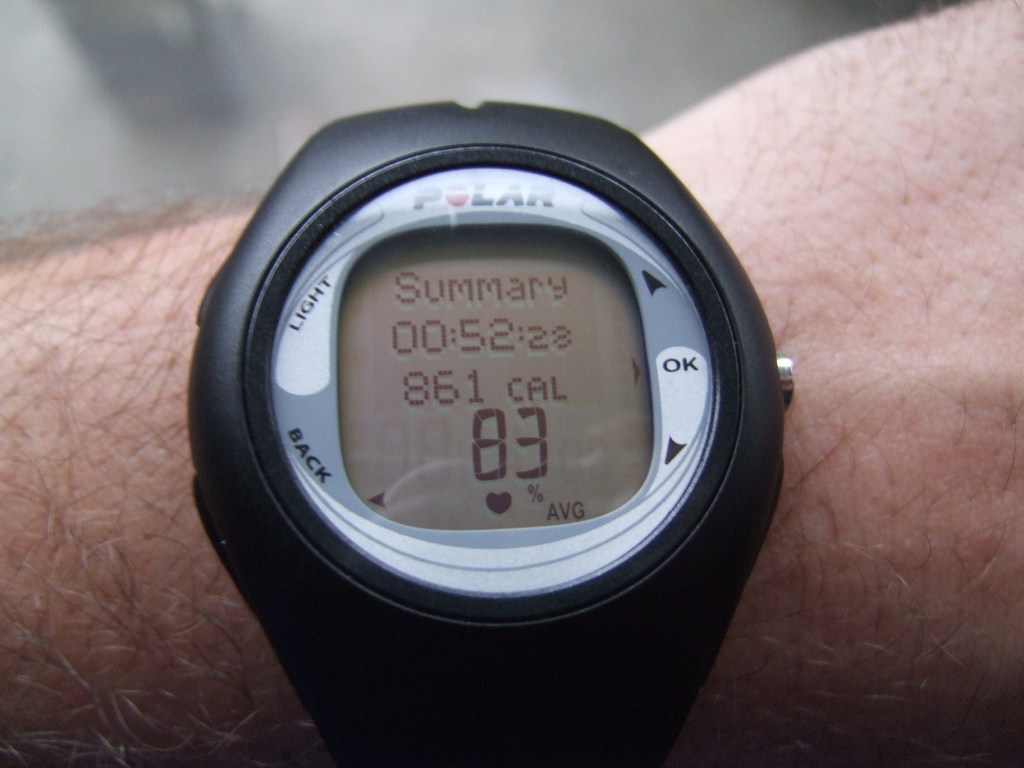 POLAR
LIGHT
Summary
00:52:28
OK
861 CAL
83
BACK
%
AVG